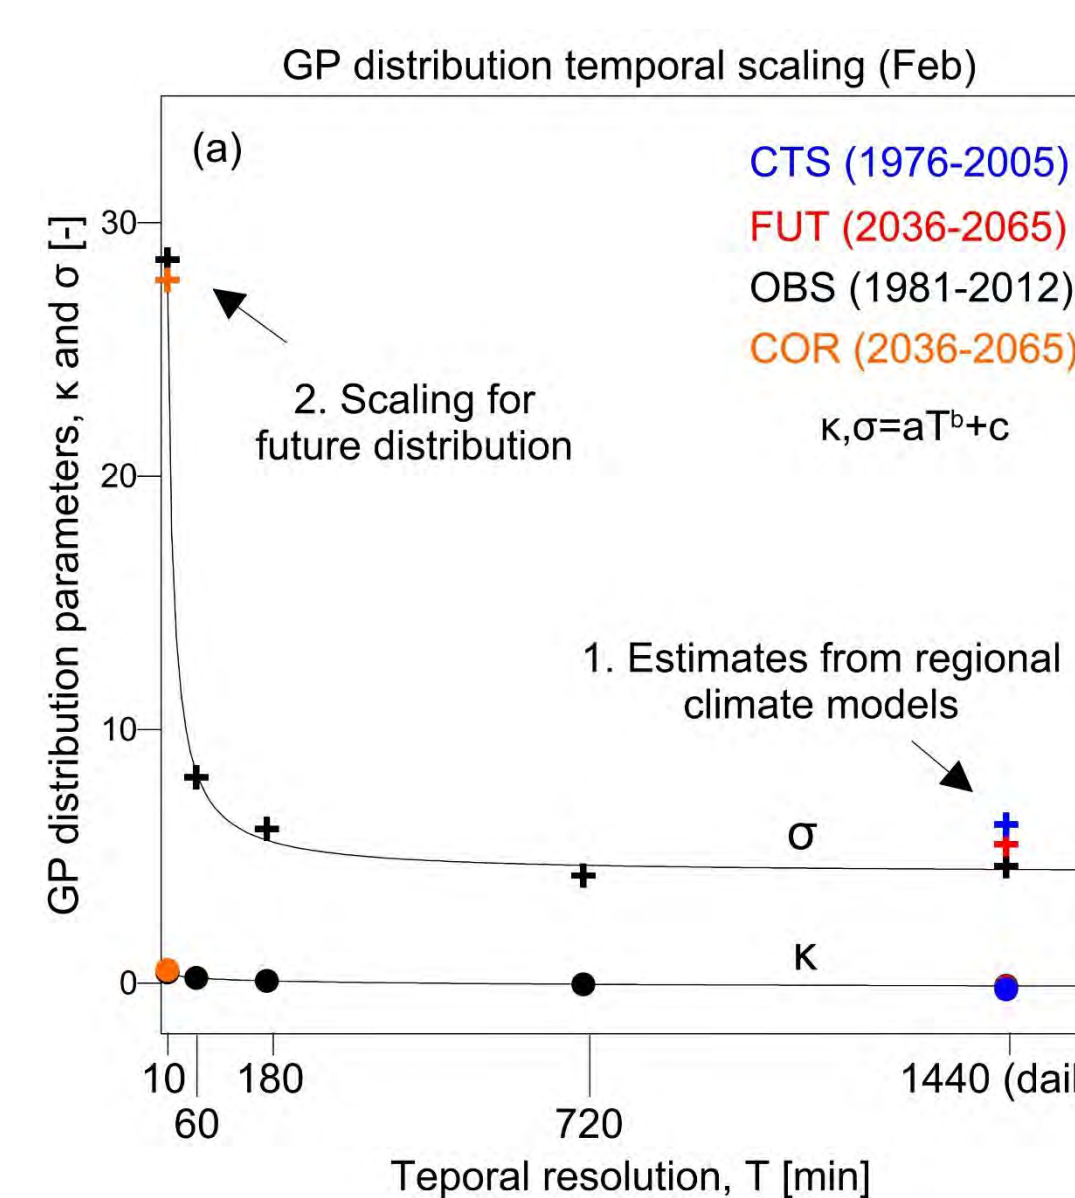 GP distribution temporal scaling (Feb)
(a)
CTS (1976-2005)
FUT (2036-2065)
OBS (1981-2012)
COR (2036-2065)
κ,σ=aTᵇ+c
2. Scaling for
future distribution
1. Estimates from regional
climate models
σ
κ
GP distribution parameters, κ and σ [-]
30
20
10
0
10
60
180
720
1440 (dail
Teporal resolution, T [min]